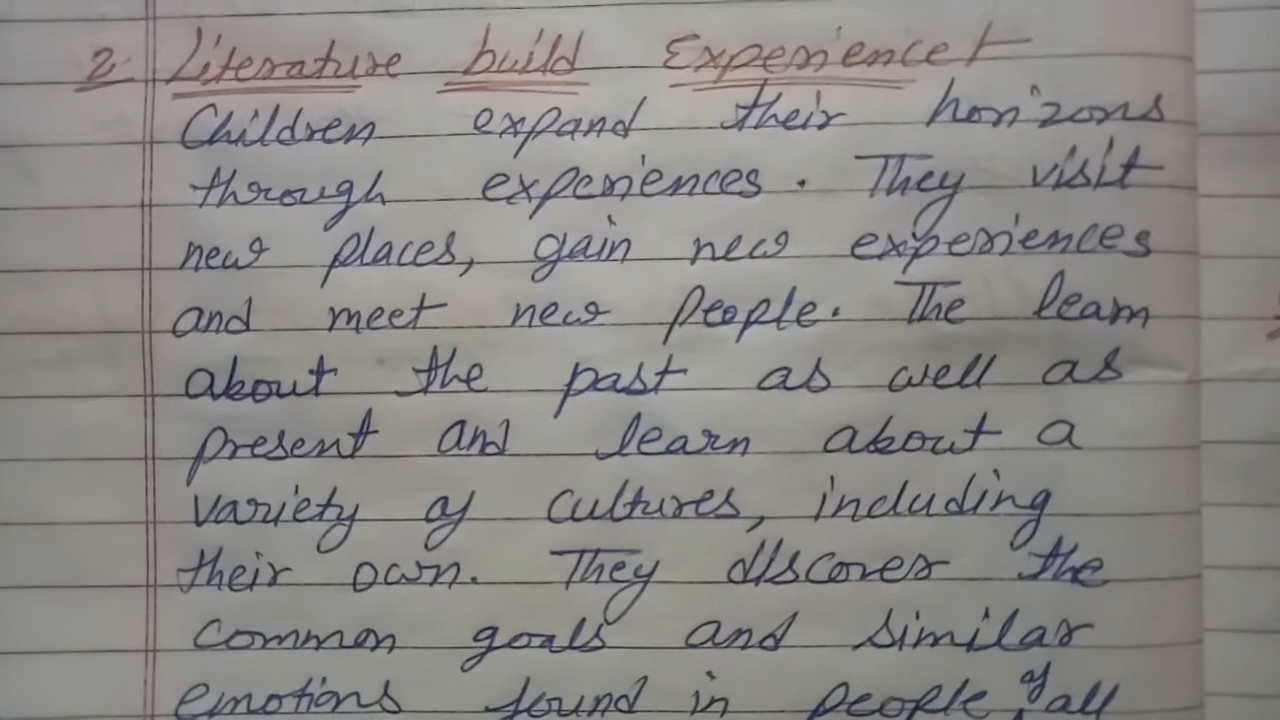 2. Literature build Experience†
Children expand their horizons
through experiences. They visit
new places, gain new experiences
and meet new people. The learn
about the past as well as
present and learn about a
variety of cultures, including
their own. They discover the
common goals and similar
emotions found in people of all